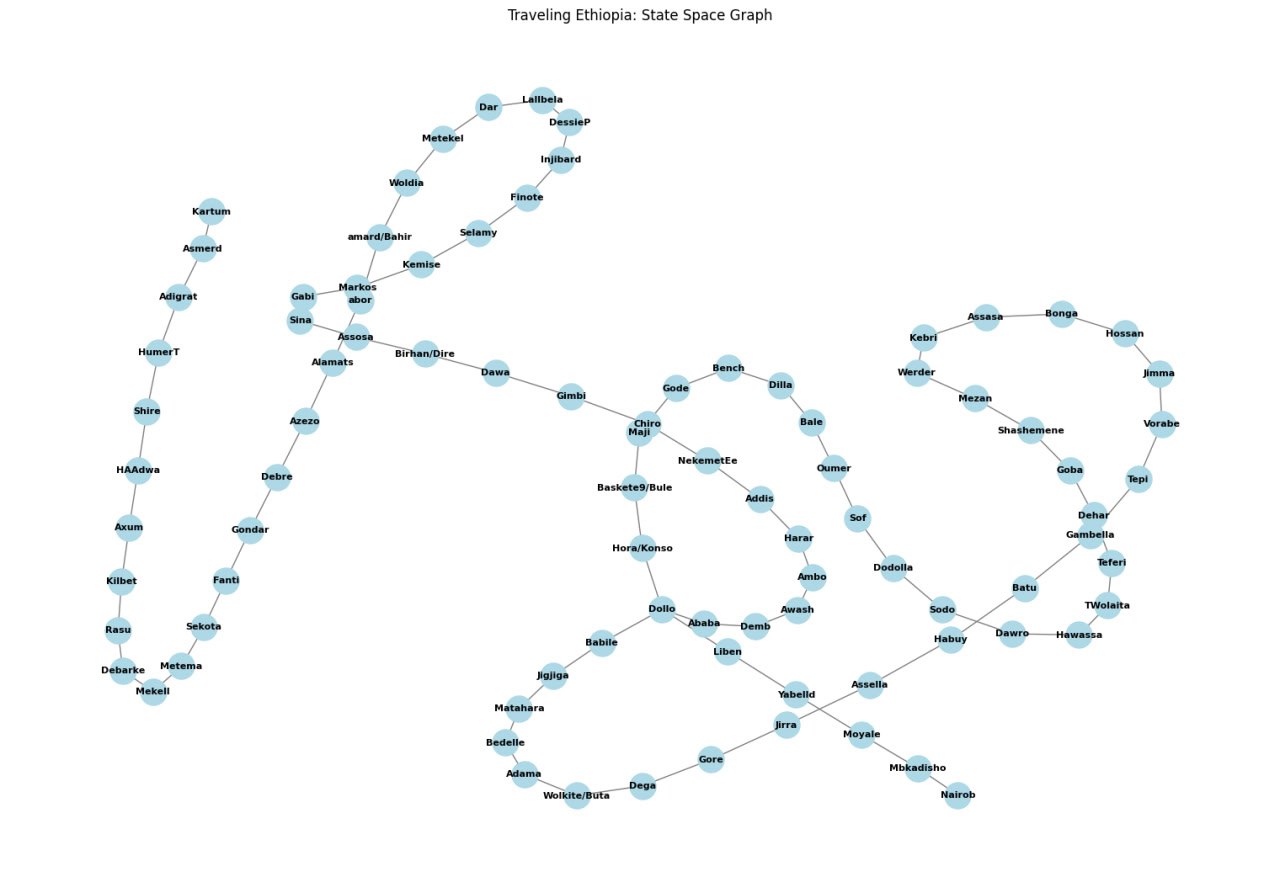 Traveling Ethiopia: State Space Graph
Lallbela
Dar
DessieP
Metekel
Injibard
Woldia
Finote
Kartum
Selamy
amard/Bahir
Asmerd
Kemise
Markos
Gabi
Adigrat
abor
Bonga
Assasa
Sina
Hossan
Assosa
Kebri
HumerT
Birhan/Dire
Alamats
Bench
Dawa
Werder
Jimma
Dilla
Gode
Gimbi
Mezan
Shire
Azezo
Bale
Chiro
Vorabe
Maji
Shashemene
NekemetEe
Oumer
HAAdwa
Goba
Debre
Tepi
Baskete9/Bule
Addis
Dehar
Sof
Axum
Gondar
Gambella
Harar
Hora/Konso
Teferi
Dodolla
Ambo
Fanti
Kilbet
Batu
TWolaita
Dollo
Awash
Sodo
Ababa
Demb
Sekota
Rasu
Dawro
Hawassa
Habuy
Babile
Liben
Metema
Debarke
Jigjiga
Assella
Mekell
Yabelld
Matahara
Jirra
Moyale
Bedelle
Gore
Mbkadisho
Adama
Dega
Wolkite/Buta
Nairob